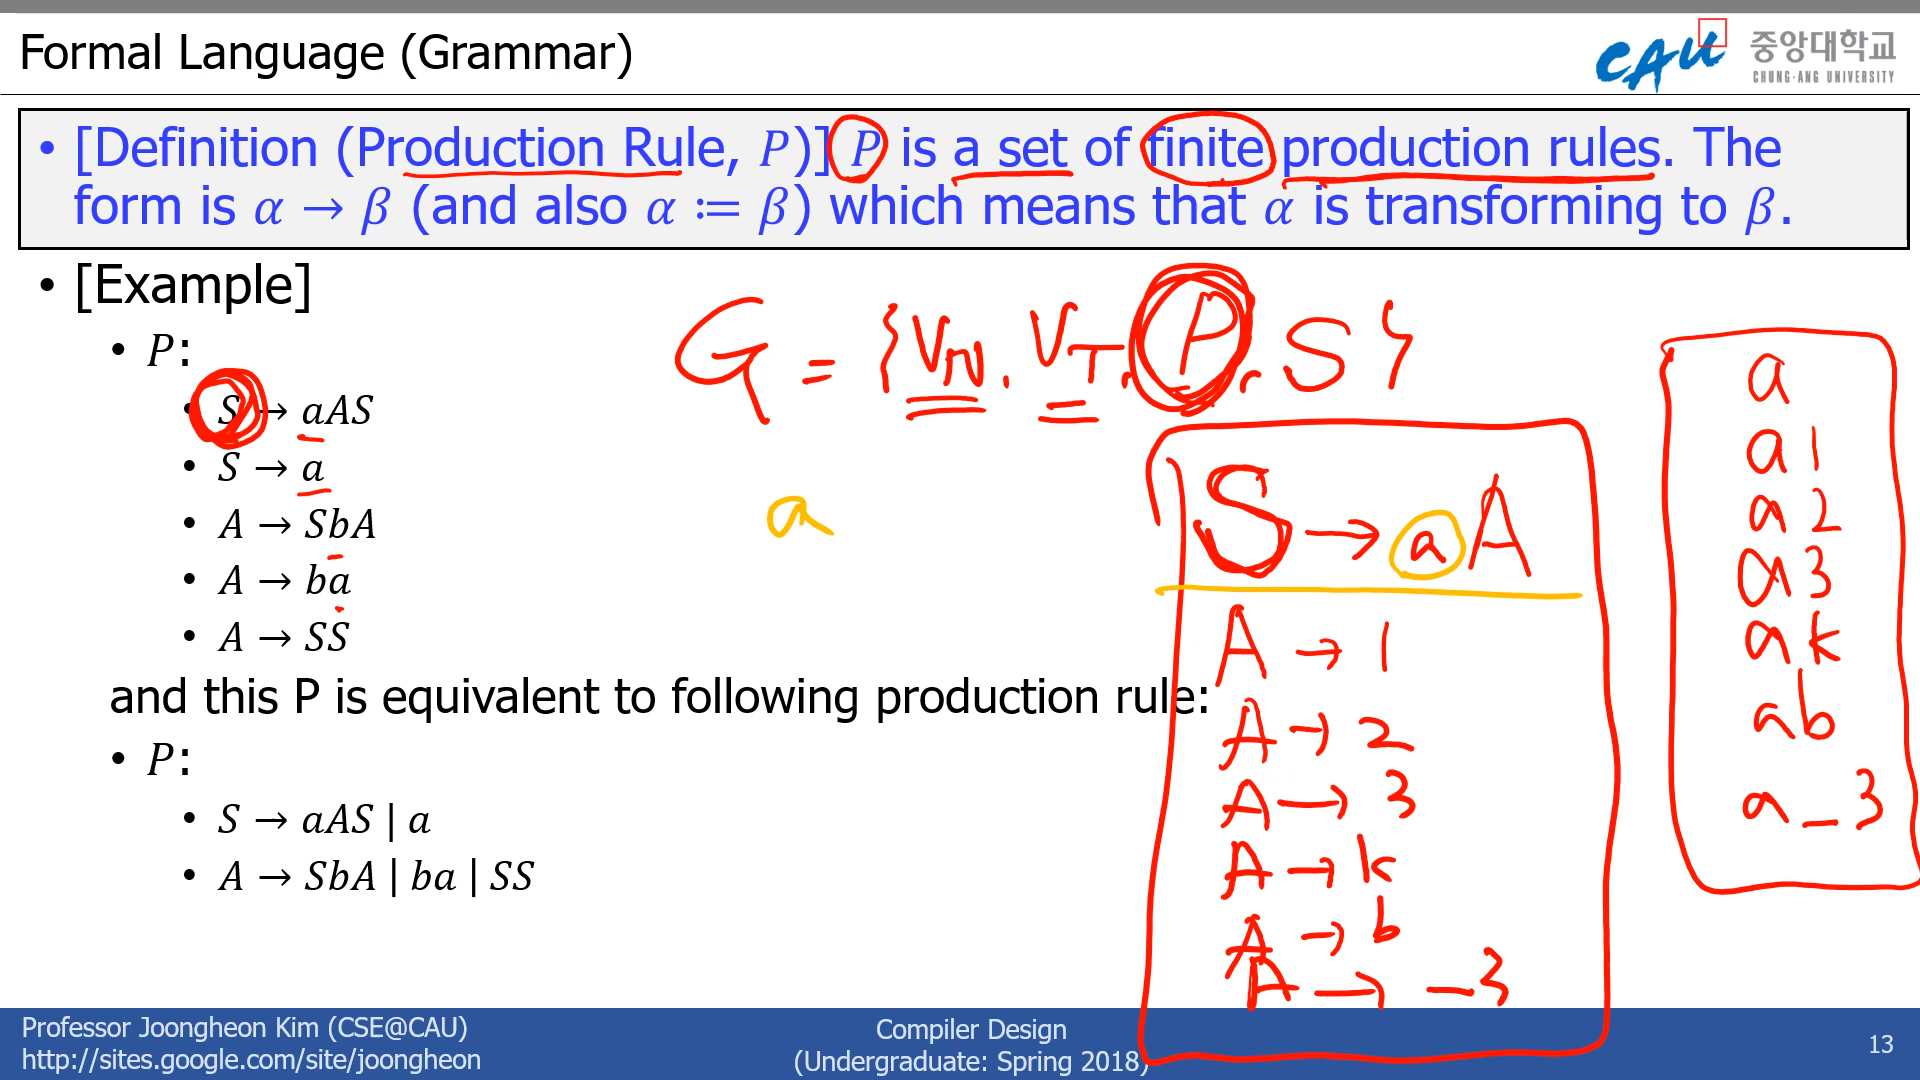 Formal Language (Grammar)
CAU 중앙대학교
CHUNG-ANG UNIVERSITY
• [Definition (Production Rule, P)] P is a set of finite production rules. The
form is α → β (and also α ≔ β) which means that α is transforming to β.
• [Example]
• P:
• S → aAS
• S → a
• A → SbA
• A → ba
• A → SS
and this P is equivalent to following production rule:
• P:
• S → aAS | a
• A → SbA | ba | SS
G = {V_N, V_T, P, S}
a
S → aA
A → 1
A → 2
A → 3
A → k
A → b
A → _3
a
a1
a2
a3
ak
ab
a_3
Professor Joongheon Kim (CSE@CAU)
http://sites.google.com/site/joongheon
Compiler Design
(Undergraduate: Spring 2018)
13